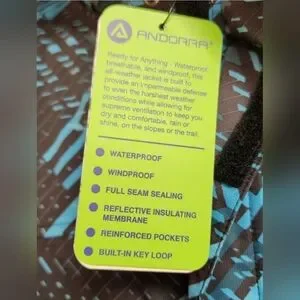 ANDORRA®
Ready for Anything - Waterproof
breathable, and windproof, this
all-weather jacket is built to
provide an impermeable defense
to even the harshest weather
conditions while allowing for
supreme ventilation to keep you
dry and comfortable, rain or
shine, on the slopes or the trail.
WATERPROOF
WINDPROOF
FULL SEAM SEALING
REFLECTIVE INSULATING
MEMBRANE
REINFORCED POCKETS
BUILT-IN KEY LOOP